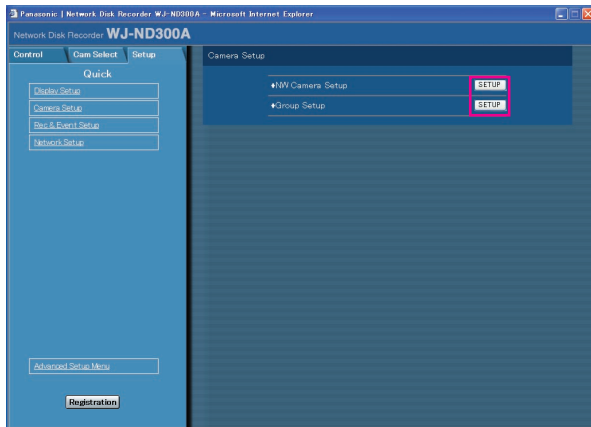 Panasonic | Network Disk Recorder WJ-ND300A - Microsoft Internet Explorer
Network Disk Recorder WJ-ND300A
Control Cam Select Setup
Quick
Display Setup
Camera Setup
Rec & Event Setup
Network Setup
Advanced Setup Menu
Registration
Camera Setup
♦NW Camera Setup SETUP
♦Group Setup SETUP